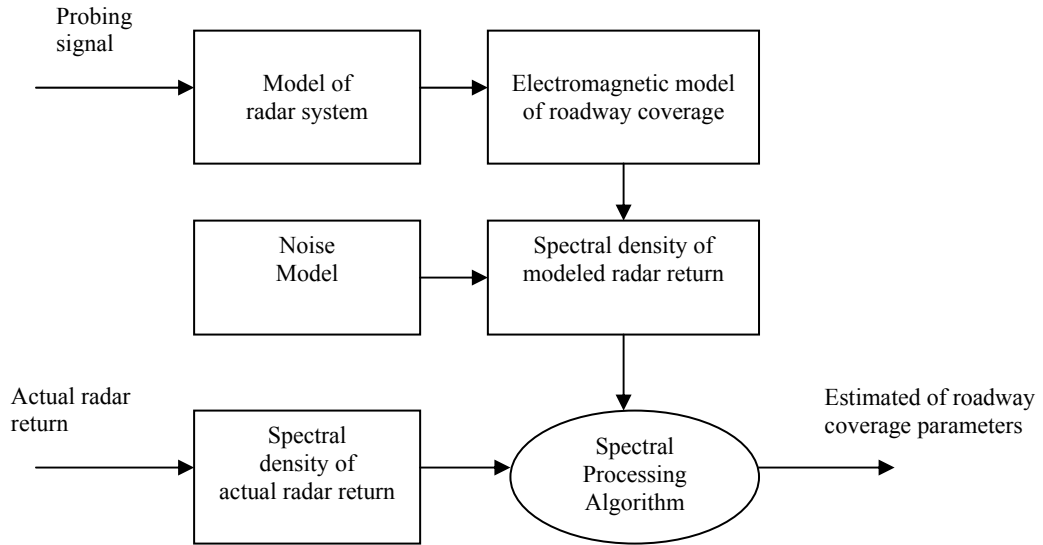 Probing
signal
Model of
radar system
Electromagnetic model
of roadway coverage
Noise
Model
Spectral density of
modeled radar return
Actual radar
return
Spectral
density of
actual radar return
Spectral
Processing
Algorithm
Estimated of roadway
coverage parameters